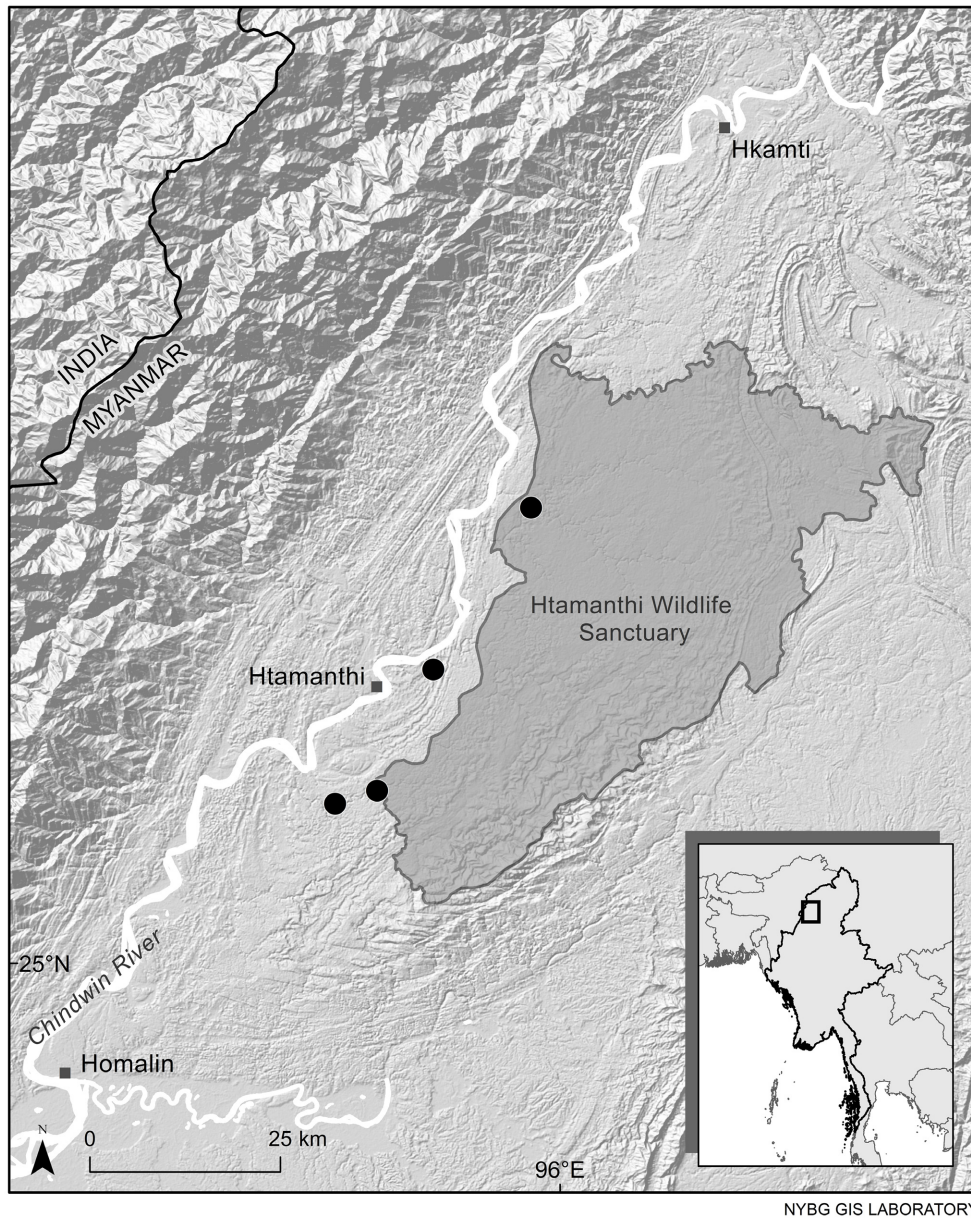 Hkamti
INDIA
MYANMAR
Htamanthi Wildlife
Sanctuary
Htamanthi
25°N
Chindwin River
Homalin
N
0
25 km
96°E
NYBG GIS LABORATORY